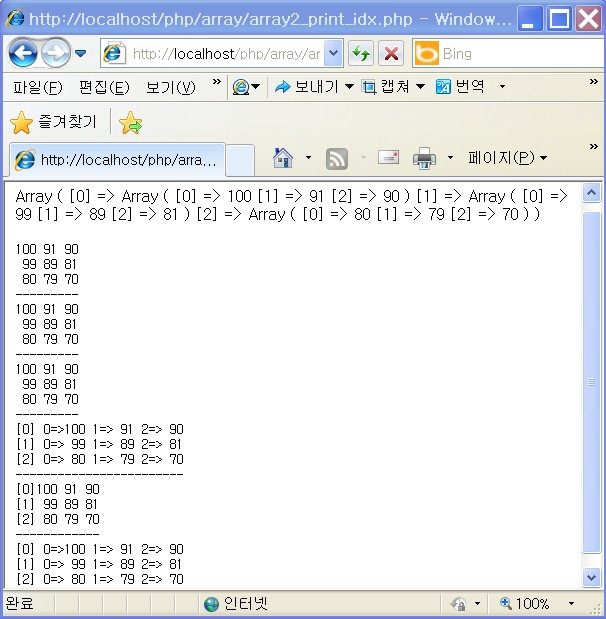 http://localhost/php/array/array2_print_idx.php - Window...
http://localhost/php/array/ar
Bing
파일(F) 편집(E) 보기(V) » 보내기 캡쳐 번역 »
즐겨찾기
http://localhost/php/arra...
페이지(P) »
Array ( [0] => Array ( [0] => 100 [1] => 91 [2] => 90 ) [1] => Array ( [0] =>
99 [1] => 89 [2] => 81 ) [2] => Array ( [0] => 80 [1] => 79 [2] => 70 ) )
100 91 90
99 89 81
80 79 70
---------
100 91 90
99 89 81
80 79 70
---------
100 91 90
99 89 81
80 79 70
---------
[0] 0=>100 1=> 91 2=> 90
[1] 0=> 99 1=> 89 2=> 81
[2] 0=> 80 1=> 79 2=> 70
------------------------
[0]100 91 90
[1] 99 89 81
[2] 80 79 70
------------
[0] 0=>100 1=> 91 2=> 90
[1] 0=> 99 1=> 89 2=> 81
[2] 0=> 80 1=> 79 2=> 70
완료 인터넷 100%